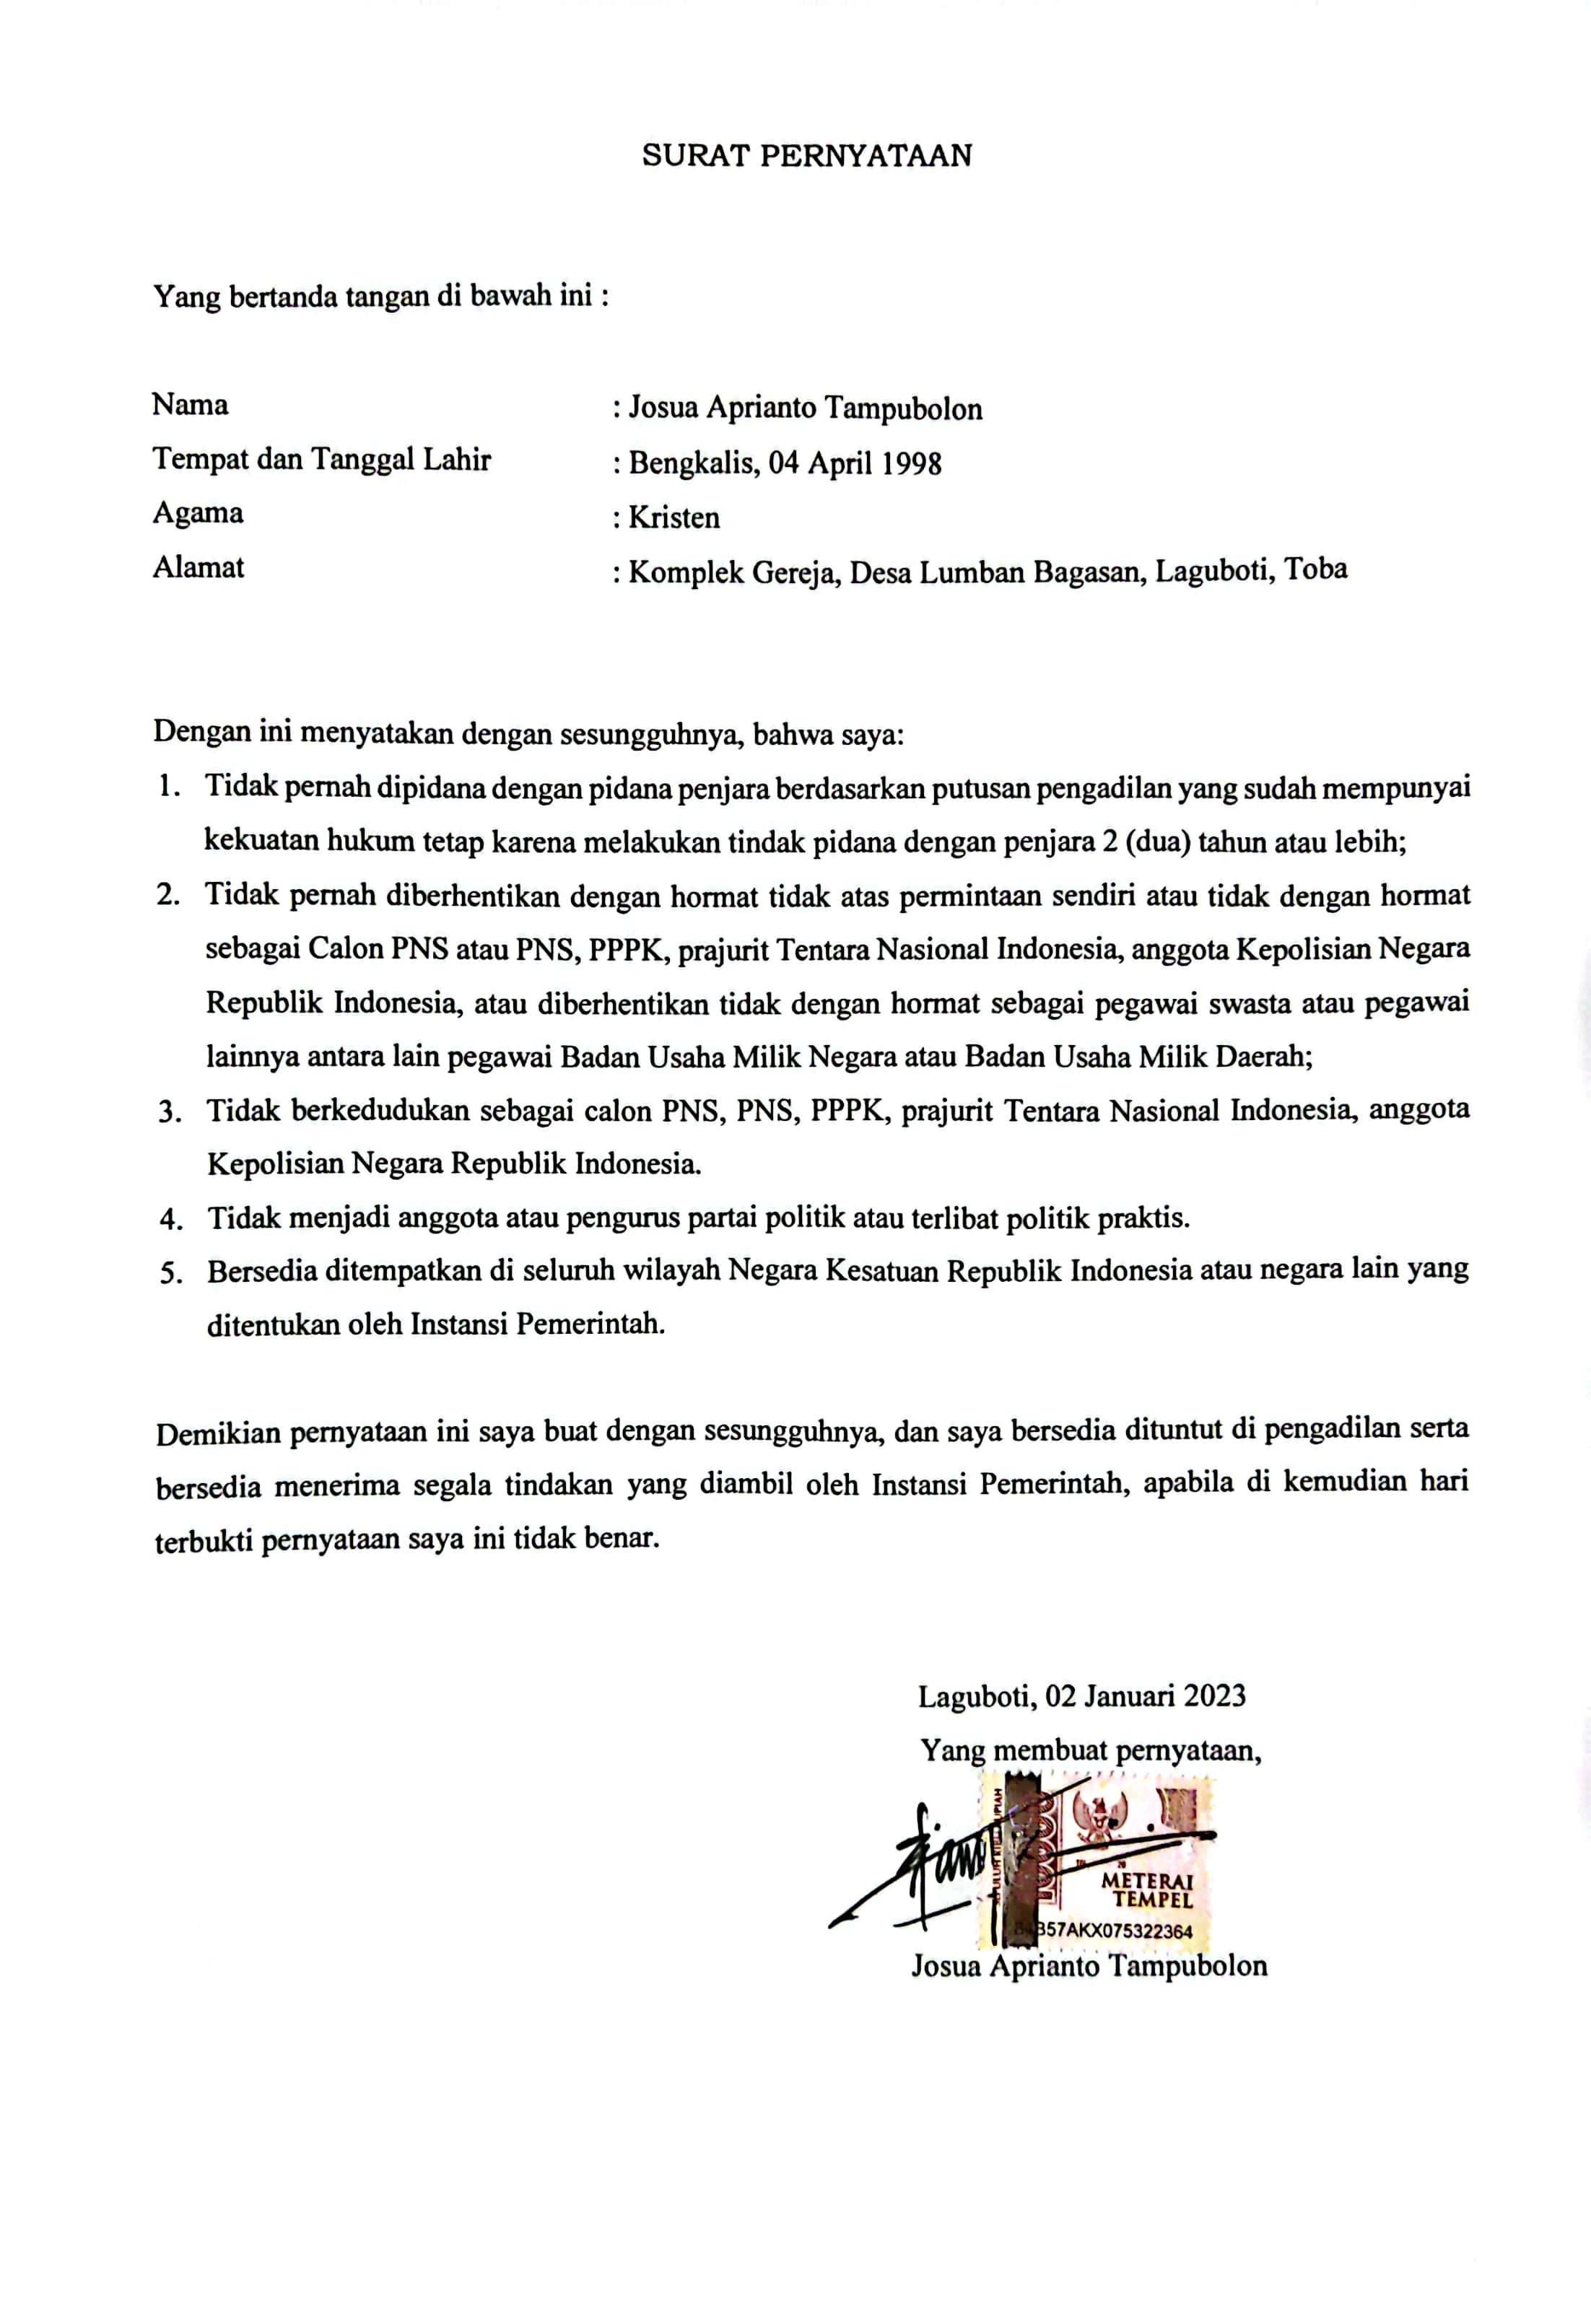 SURAT PERNYATAAN
Yang bertanda tangan di bawah ini :
Nama : Josua Aprianto Tampubolon
Tempat dan Tanggal Lahir : Bengkalis, 04 April 1998
Agama : Kristen
Alamat : Komplek Gereja, Desa Lumban Bagasan, Laguboti, Toba
Dengan ini menyatakan dengan sesungguhnya, bahwa saya:
1. Tidak pernah dipidana dengan pidana penjara berdasarkan putusan pengadilan yang sudah mempunyai
kekuatan hukum tetap karena melakukan tindak pidana dengan penjara 2 (dua) tahun atau lebih;
2. Tidak pernah diberhentikan dengan hormat tidak atas permintaan sendiri atau tidak dengan hormat
sebagai Calon PNS atau PNS, PPPK, prajurit Tentara Nasional Indonesia, anggota Kepolisian Negara
Republik Indonesia, atau diberhentikan tidak dengan hormat sebagai pegawai swasta atau pegawai
lainnya antara lain pegawai Badan Usaha Milik Negara atau Badan Usaha Milik Daerah;
3. Tidak berkedudukan sebagai calon PNS, PNS, PPPK, prajurit Tentara Nasional Indonesia, anggota
Kepolisian Negara Republik Indonesia.
4. Tidak menjadi anggota atau pengurus partai politik atau terlibat politik praktis.
5. Bersedia ditempatkan di seluruh wilayah Negara Kesatuan Republik Indonesia atau negara lain yang
ditentukan oleh Instansi Pemerintah.
Demikian pernyataan ini saya buat dengan sesungguhnya, dan saya bersedia dituntut di pengadilan serta
bersedia menerima segala tindakan yang diambil oleh Instansi Pemerintah, apabila di kemudian hari
terbukti pernyataan saya ini tidak benar.
Laguboti, 02 Januari 2023
Yang membuat pernyataan,
METERAI
TEMPEL
Josua Aprianto Tampubolon